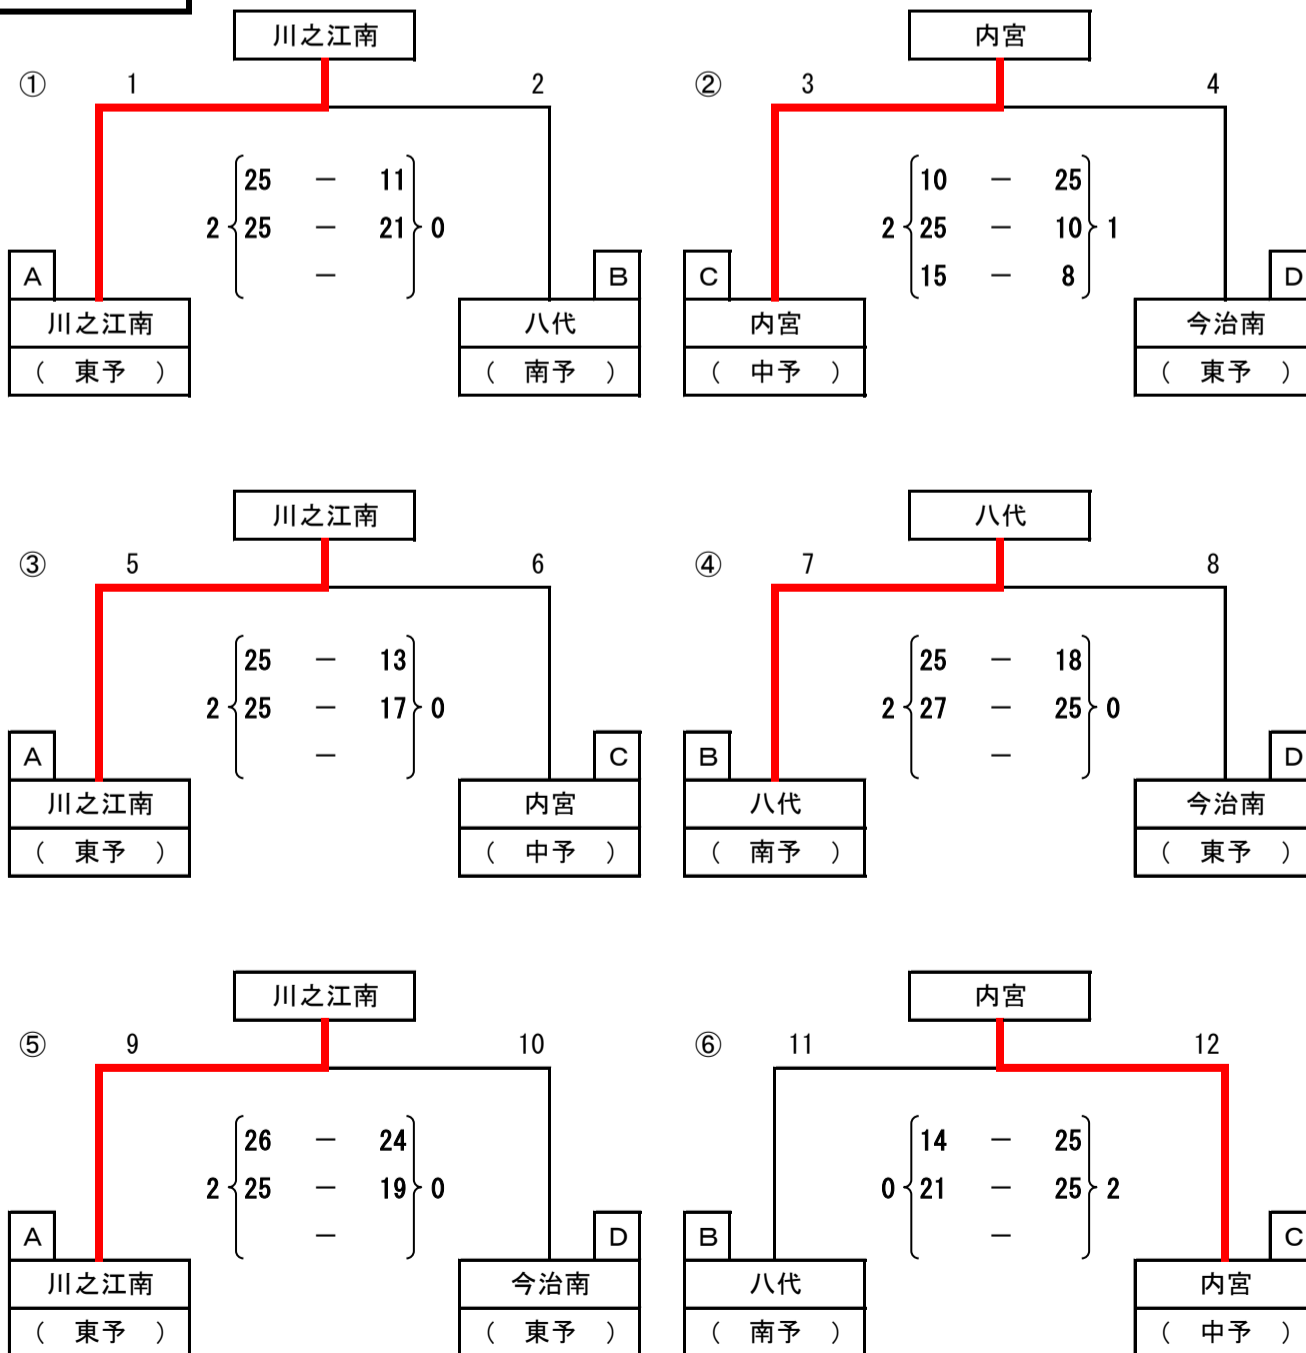 川之江南 内宮
① 1 2 ② 3 4
25 － 11 10 － 25
2 25 － 21 0 2 25 － 10 1
A － B C 15 － 8 D
川之江南 八代 内宮 今治南
（ 東予 ） （ 南予 ） （ 中予 ） （ 東予 ）
川之江南 八代
③ 5 6 ④ 7 8
25 － 13 25 － 18
2 25 － 17 0 2 27 － 25 0
A － C B － D
川之江南 内宮 八代 今治南
（ 東予 ） （ 中予 ） （ 南予 ） （ 東予 ）
川之江南 内宮
⑤ 9 10 ⑥ 11 12
26 － 24 14 － 25
2 25 － 19 0 0 21 － 25 2
A － D B － C
川之江南 今治南 八代 内宮
（ 東予 ） （ 東予 ） （ 南予 ） （ 中予 ）